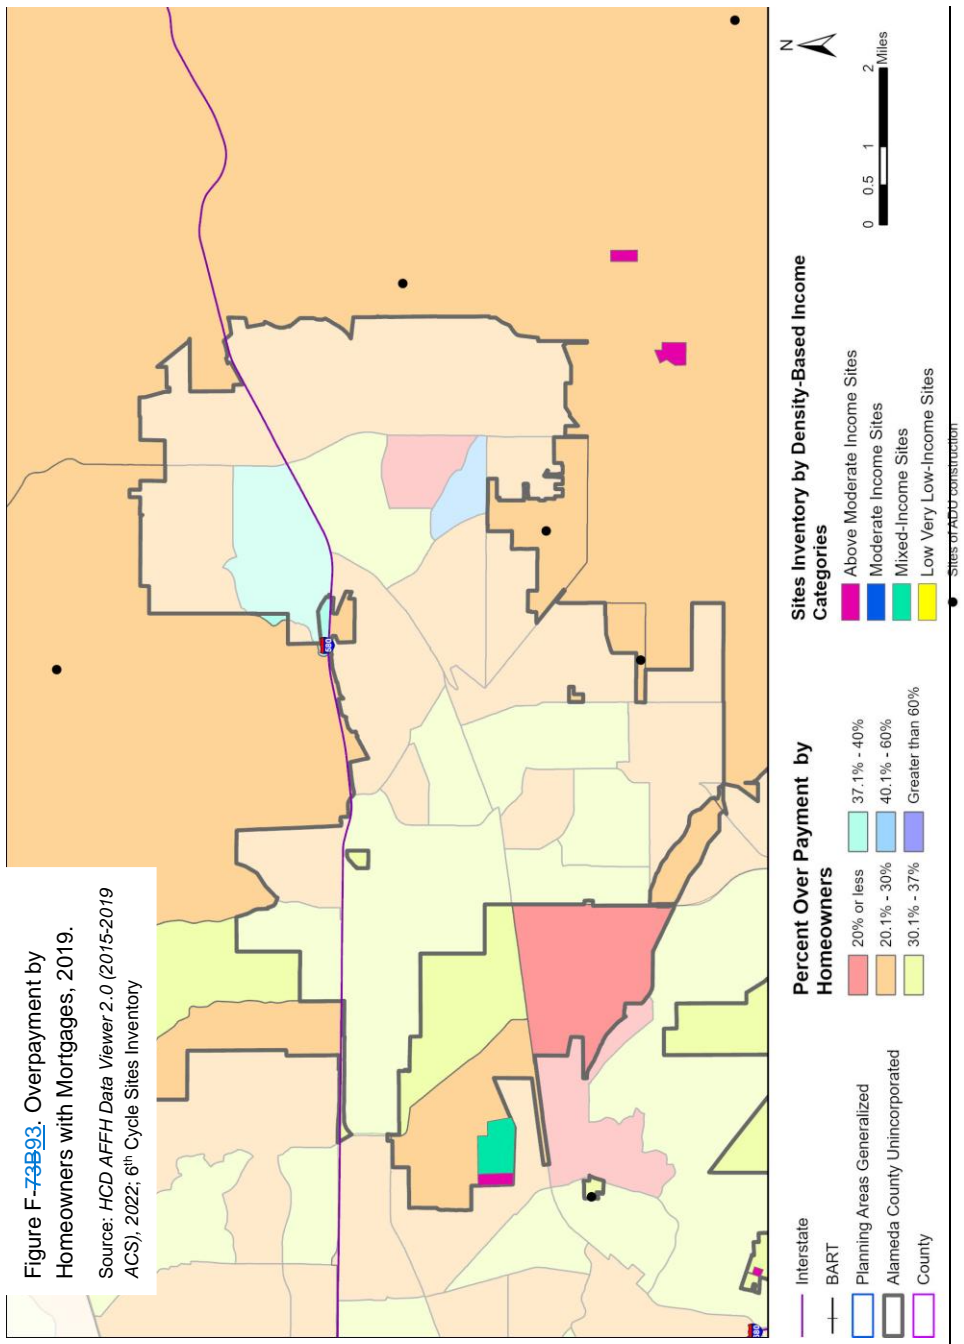 Figure F-73B93. Overpayment by
Homeowners with Mortgages, 2019.
Source: HCD AFFH Data Viewer 2.0 (2015-2019
ACS), 2022; 6th Cycle Sites Inventory
680
580
880
Interstate
BART
Planning Areas Generalized
Alameda County Unincorporated
County
Percent Over Payment by
Homeowners
20% or less
20.1% - 30%
30.1% - 37%
37.1% - 40%
40.1% - 60%
Greater than 60%
Sites Inventory by Density-Based Income
Categories
Above Moderate Income Sites
Moderate Income Sites
Mixed-Income Sites
Low Very Low-Income Sites
Sites of ADU construction
N
0 0.5 1 2
Miles